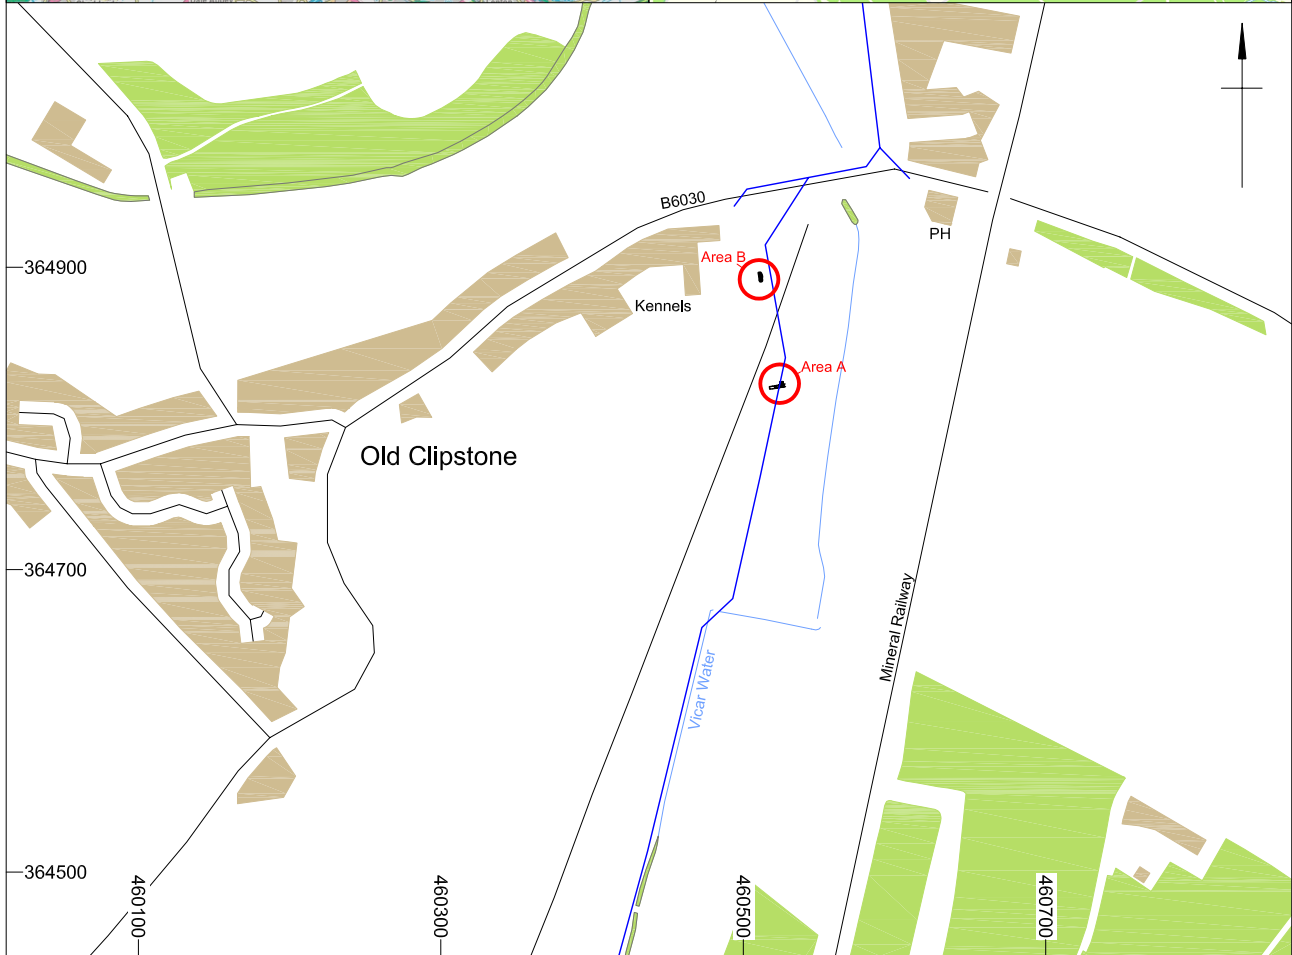 B6030
PH
Area B
364900
Kennels
Area A
Old Clipstone
364700
Mineral Railway
Vicar Water
364500
460100
460300
460500
460700